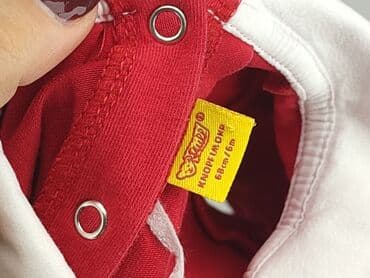 Steiff ®
KNOPF IM OHR
68cm/6m